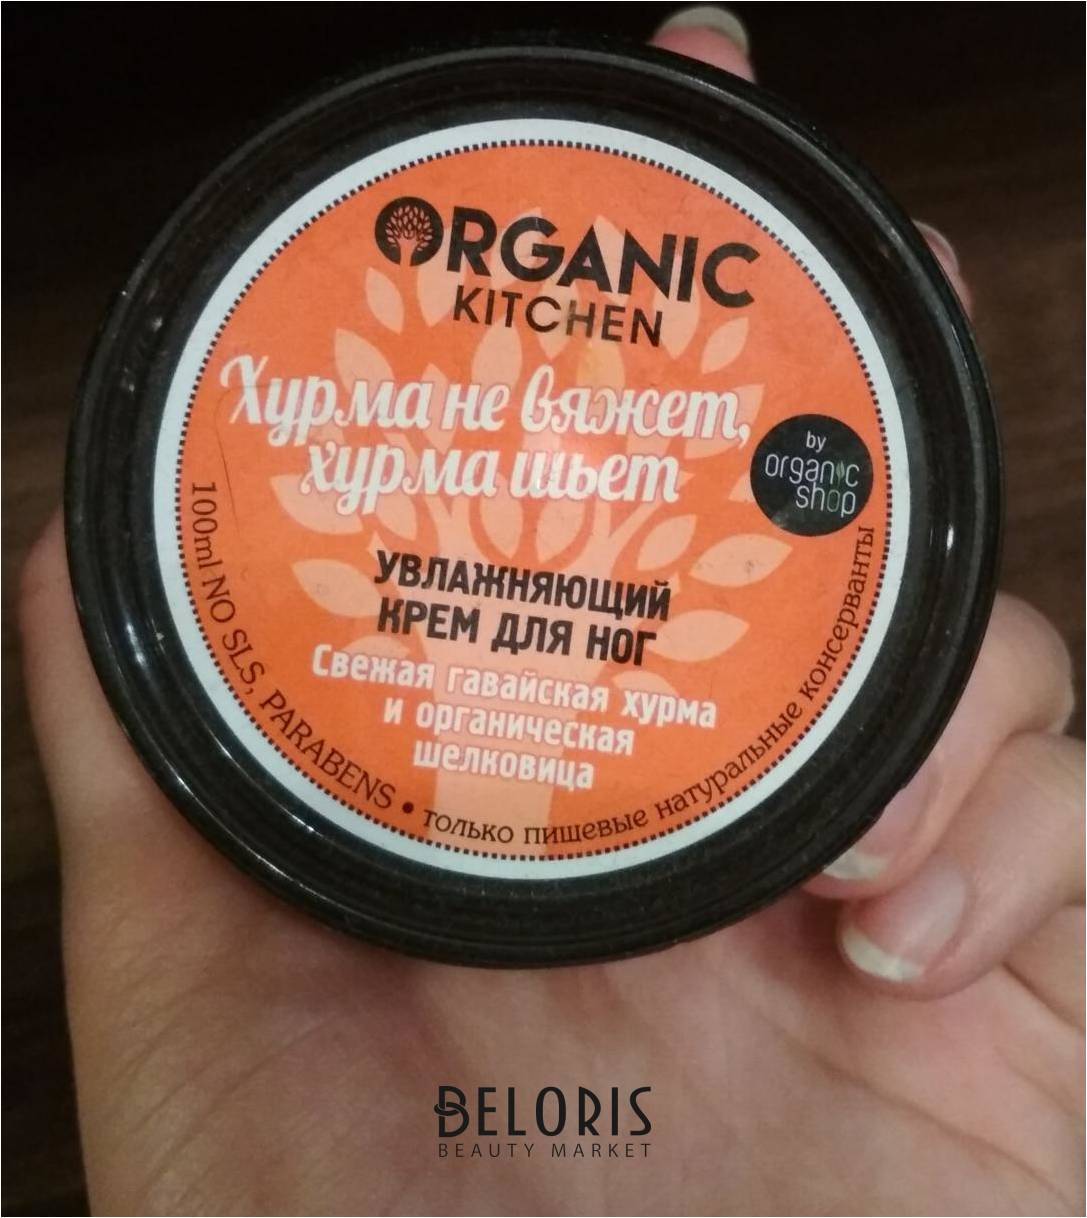 ORGANIC
KITCHEN
Хурма не вяжет,
хурма шьет
by
organic
shop
УВЛАЖНЯЮЩИЙ
КРЕМ ДЛЯ НОГ
Свежая гавайская хурма
и органическая
шелковица
100ml NO SLS, PARABENS • только пищевые натуральные консерванты
BELORIS
BEAUTY MARKET